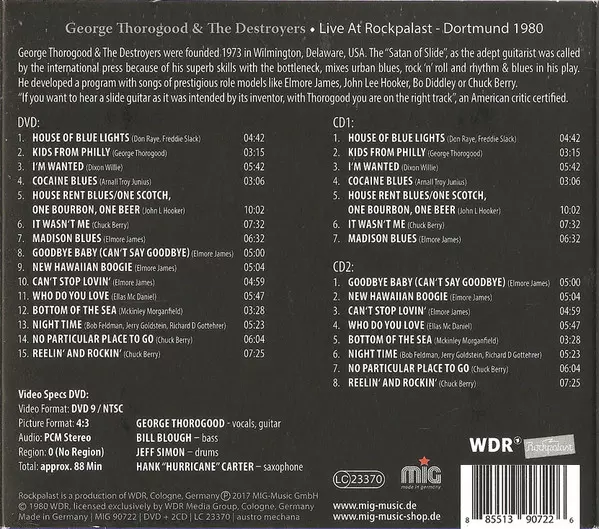 George Thorogood & The Destroyers • Live At Rockpalast - Dortmund 1980
George Thorogood & The Destroyers were founded 1973 in Wilmington, Delaware, USA. The "Satan of Slide", as the adept guitarist was called
by the international press because of his superb skills with the bottleneck, mixes urban blues, rock 'n' roll and rhythm & blues in his play.
He developed a program with songs of prestigious role models like Elmore James, John Lee Hooker, Bo Diddley or Chuck Berry.
"If you want to hear a slide guitar as it was intended by its inventor, with Thorogood you are on the right track", an American critic certified.
DVD:
1. HOUSE OF BLUE LIGHTS (Don Raye, Freddie Slack) 04:42
2. KIDS FROM PHILLY (George Thorogood) 03:15
3. I'M WANTED (Dixon Willie) 05:42
4. COCAINE BLUES (Arnall Troy Junius) 03:06
5. HOUSE RENT BLUES/ONE SCOTCH,
ONE BOURBON, ONE BEER (John L Hooker) 10:02
6. IT WASN'T ME (Chuck Berry) 07:32
7. MADISON BLUES (Elmore James) 06:32
8. GOODBYE BABY (CAN'T SAY GOODBYE) (Elmore James) 05:00
9. NEW HAWAIIAN BOOGIE (Elmore James) 05:04
10. CAN'T STOP LOVIN' (Elmore James) 04:59
11. WHO DO YOU LOVE (Ellas Mc Daniel) 05:47
12. BOTTOM OF THE SEA (Mckinley Morganfield) 05:28
13. NIGHT TIME (Bob Feldman, Jerry Goldstein, Richard D Gottehrer) 05:23
14. NO PARTICULAR PLACE TO GO (Chuck Berry) 06:04
15. REELIN' AND ROCKIN' (Chuck Berry) 07:25
CD1:
1. HOUSE OF BLUE LIGHTS (Don Raye, Freddie Slack) 04:42
2. KIDS FROM PHILLY (George Thorogood) 03:15
3. I'M WANTED (Dixon Willie) 05:42
4. COCAINE BLUES (Arnall Troy Junius) 03:06
5. HOUSE RENT BLUES/ONE SCOTCH,
ONE BOURBON, ONE BEER (John L Hooker) 10:02
6. IT WASN'T ME (Chuck Berry) 07:32
7. MADISON BLUES (Elmore James) 06:32
CD2:
1. GOODBYE BABY (CAN'T SAY GOODBYE) (Elmore James) 05:00
2. NEW HAWAIIAN BOOGIE (Elmore James) 05:04
3. CAN'T STOP LOVIN' (Elmore James) 04:59
4. WHO DO YOU LOVE (Ellas Mc Daniel) 05:47
5. BOTTOM OF THE SEA (Mckinley Morganfield) 05:28
6. NIGHT TIME (Bob Feldman, Jerry Goldstein, Richard D Gottehrer) 05:23
7. NO PARTICULAR PLACE TO GO (Chuck Berry) 06:04
8. REELIN' AND ROCKIN' (Chuck Berry) 07:25
Video Specs DVD:
Video Format: DVD 9 / NTSC
Picture Format: 4:3
Audio: PCM Stereo
Region: 0 (No Region)
Total: approx. 88 Min
GEORGE THOROGOOD - vocals, guitar
BILL BLOUGH – bass
JEFF SIMON – drums
HANK "HURRICANE" CARTER – saxophone
WDR
Rockpalast
LC 23370
MIG
made in germany
www.mig-music.de
www.mig-music-shop.de
8 85513 90722 6
Rockpalast is a production of WDR, Cologne, Germany Ⓟ 2017 MIG-Music GmbH
© 1980 WDR, licensed exclusively by WDR Media Group, Cologne, Germany
Made in Germany | MIG 90722 | DVD + 2CD | LC 23370 | austro mechana